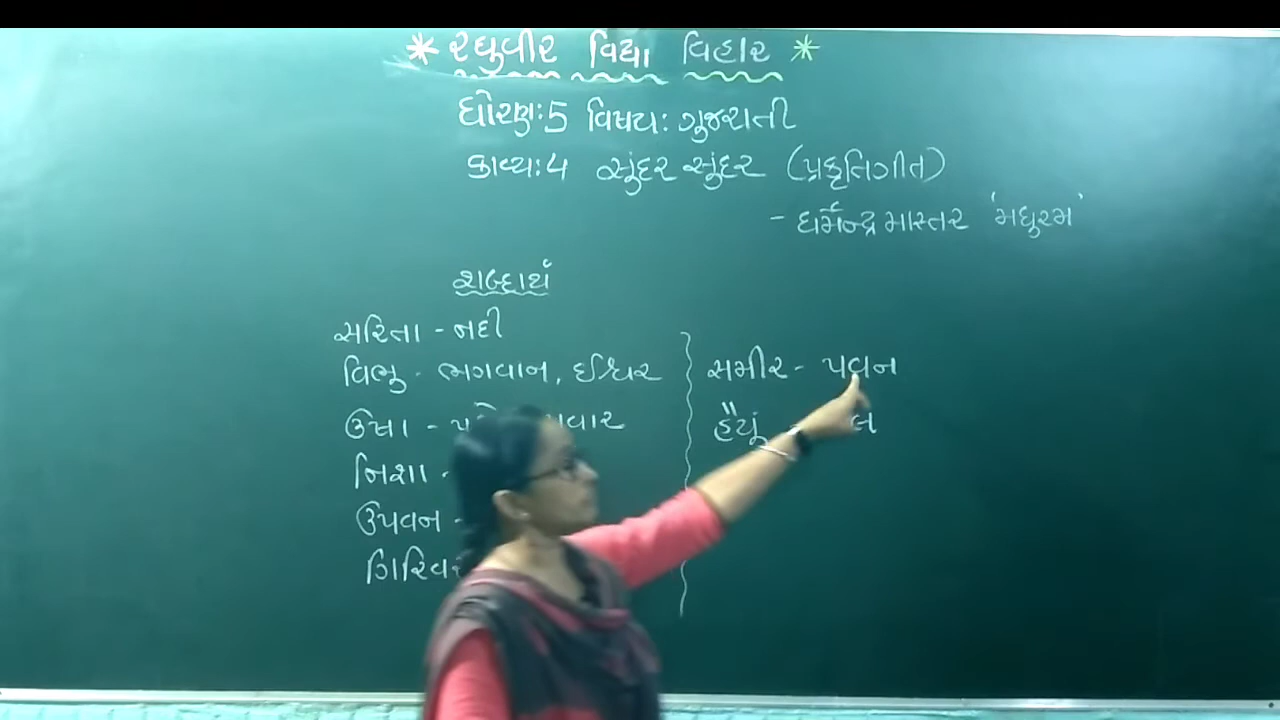 * રઘુવીર વિદ્યા વિહાર *
ધોરણ: 5 વિષય: ગુજરાતી
કાવ્ય: 4 સુંદર સુંદર (પ્રકૃતિગીત)
- ધર્મેન્દ્ર માસ્તર 'મધુરમ'
શબ્દાર્થ
સરિતા - નદી
વિભુ - ભગવાન, ઈશ્વર
ઉષા -
નિશા -
ઉપવન -
સમીર - પવન
હૈયું